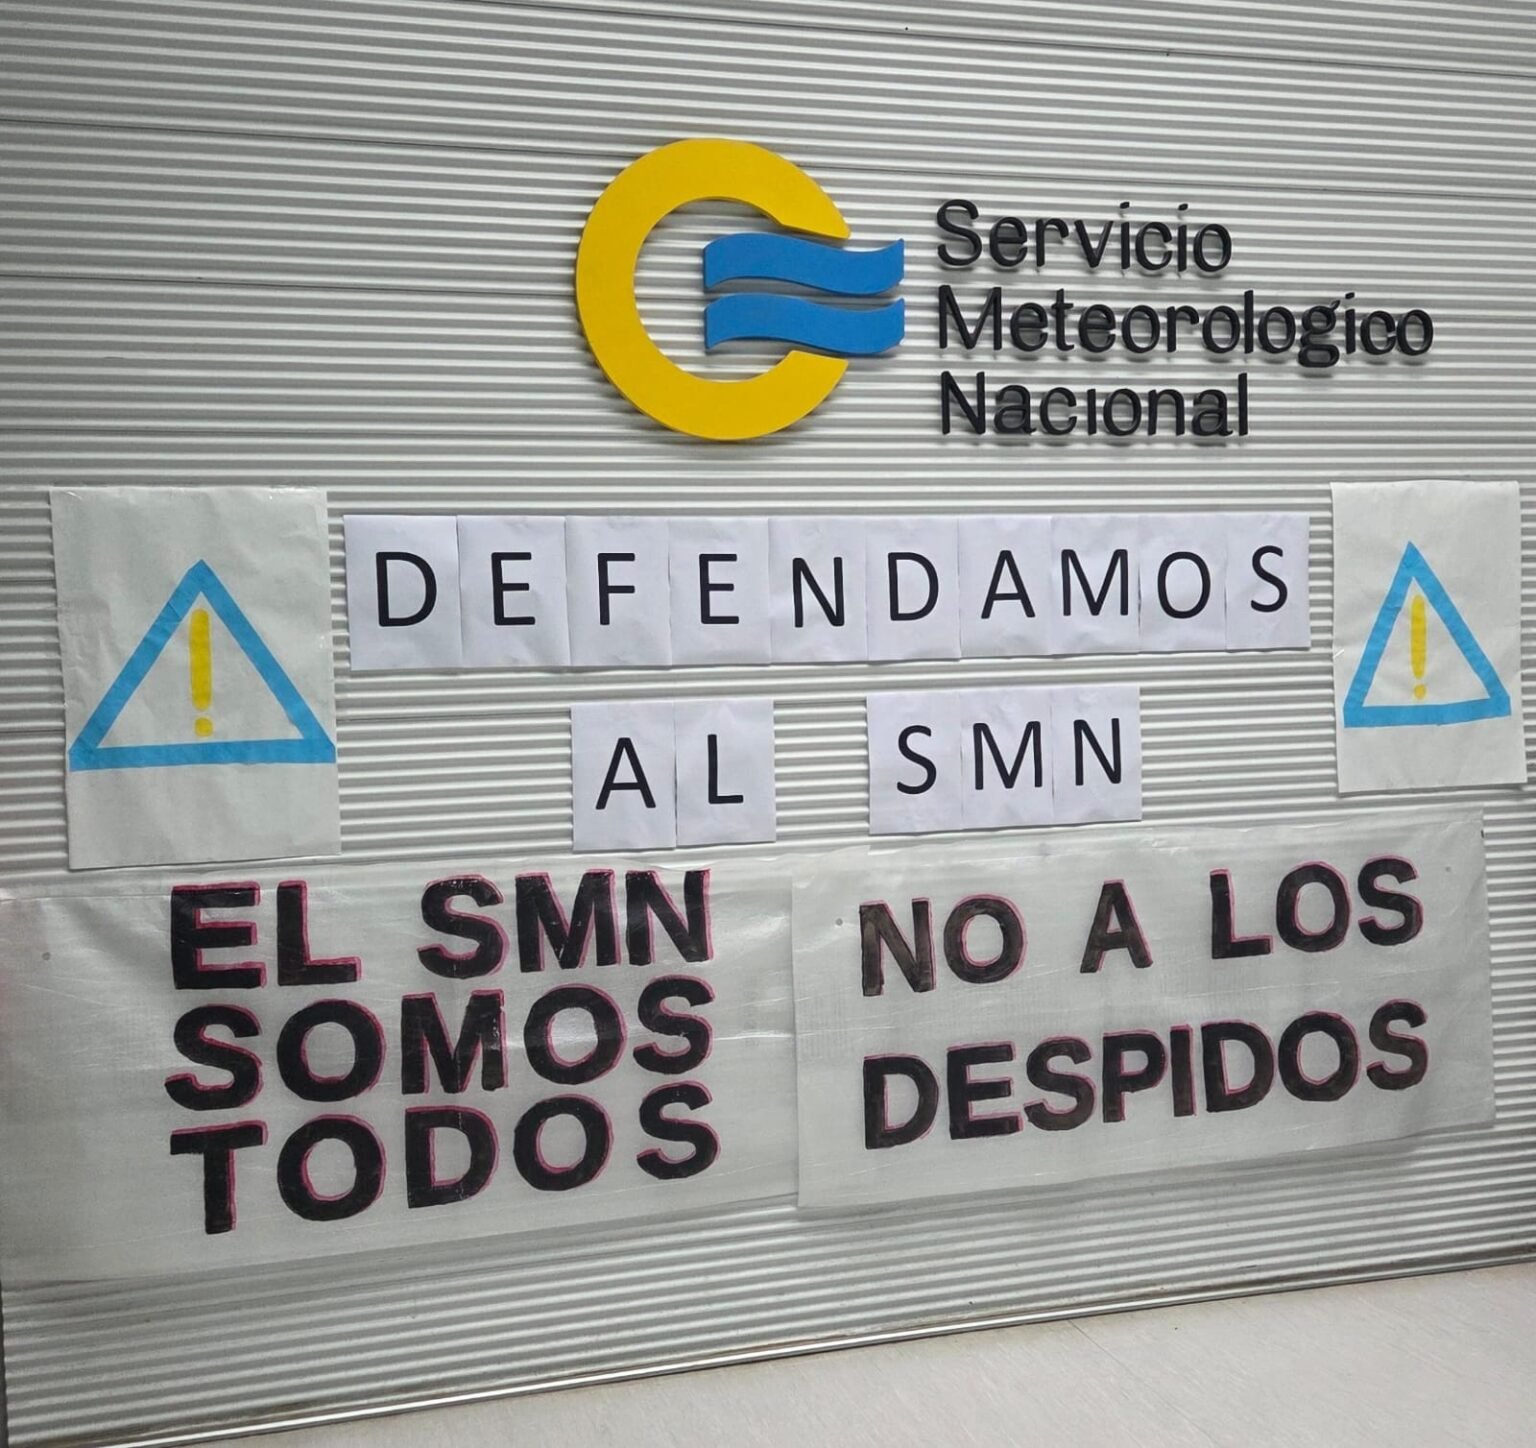 Servicio
Meteorologico
Nacional
DEFENDAMOS
AL SMN
EL SMN
SOMOS
TODOS
NO A LOS
DESPIDOS